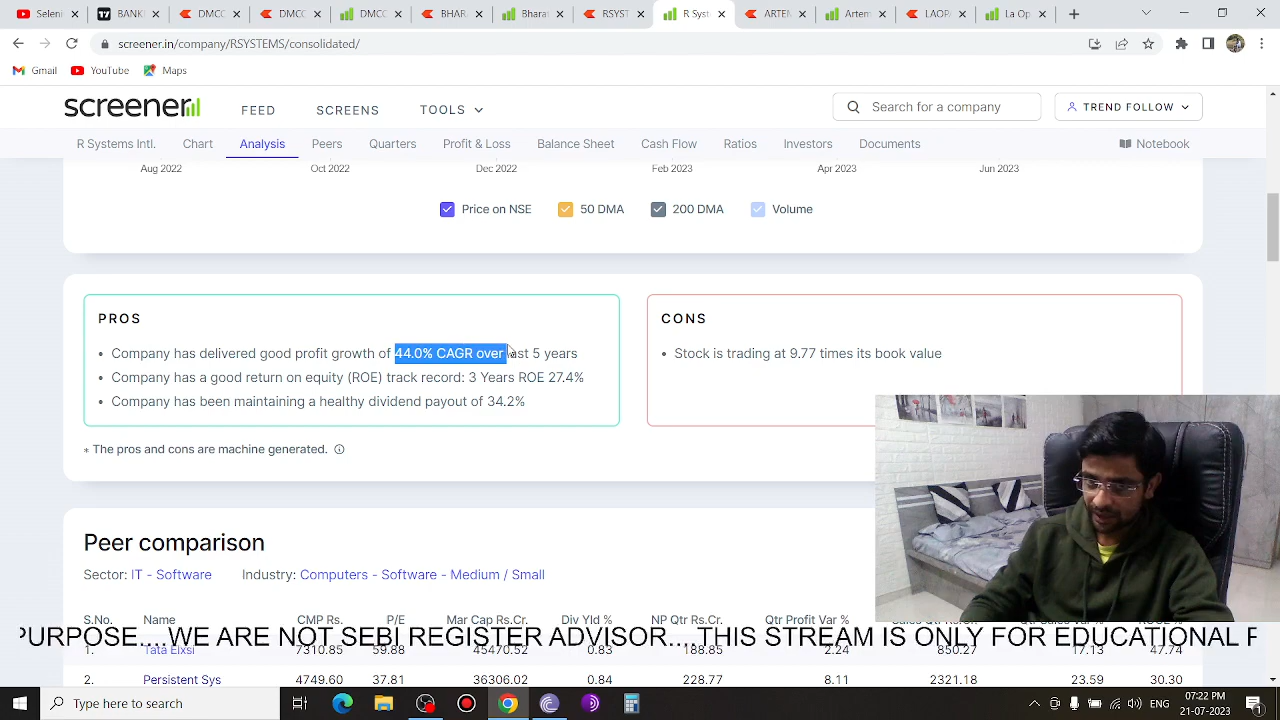 Seleni
BANKI
DMCC
DMCC
DMCC
BHAR
Bharat
RSYST
R Syst
ARTEN
Artem
LAOPI
La Op
screener.in/company/RSYSTEMS/consolidated/
Gmail
YouTube
Maps
screener
FEED
SCREENS
TOOLS
Search for a company
TREND FOLLOW
R Systems Intl.
Chart
Analysis
Peers
Quarters
Profit & Loss
Balance Sheet
Cash Flow
Ratios
Investors
Documents
Notebook
Aug 2022
Oct 2022
Dec 2022
Feb 2023
Apr 2023
Jun 2023
Price on NSE
50 DMA
200 DMA
Volume
PROS
• Company has delivered good profit growth of 44.0% CAGR over last 5 years
• Company has a good return on equity (ROE) track record: 3 Years ROE 27.4%
• Company has been maintaining a healthy dividend payout of 34.2%
CONS
• Stock is trading at 9.77 times its book value
* The pros and cons are machine generated.
Peer comparison
Sector: IT - Software Industry: Computers - Software - Medium / Small
S.No. Name CMP Rs. P/E Mar Cap Rs.Cr. Div Yld % NP Qtr Rs.Cr. Qtr Profit Var %
PURPOSE....WE ARE NOT SEBI REGISTER ADVISOR....THIS STREAM IS ONLY FOR EDUCATIONAL P
1. Tata Elxsi 7310.85 59.88 45470.52 0.83 188.85 2.24 850.27 17.13 47.74
2. Persistent Sys 4749.60 37.81 36301.52 0.84 228.77 8.11 2321.18 23.59 30.30
Type here to search
ENG
07:22 PM
21-07-2023